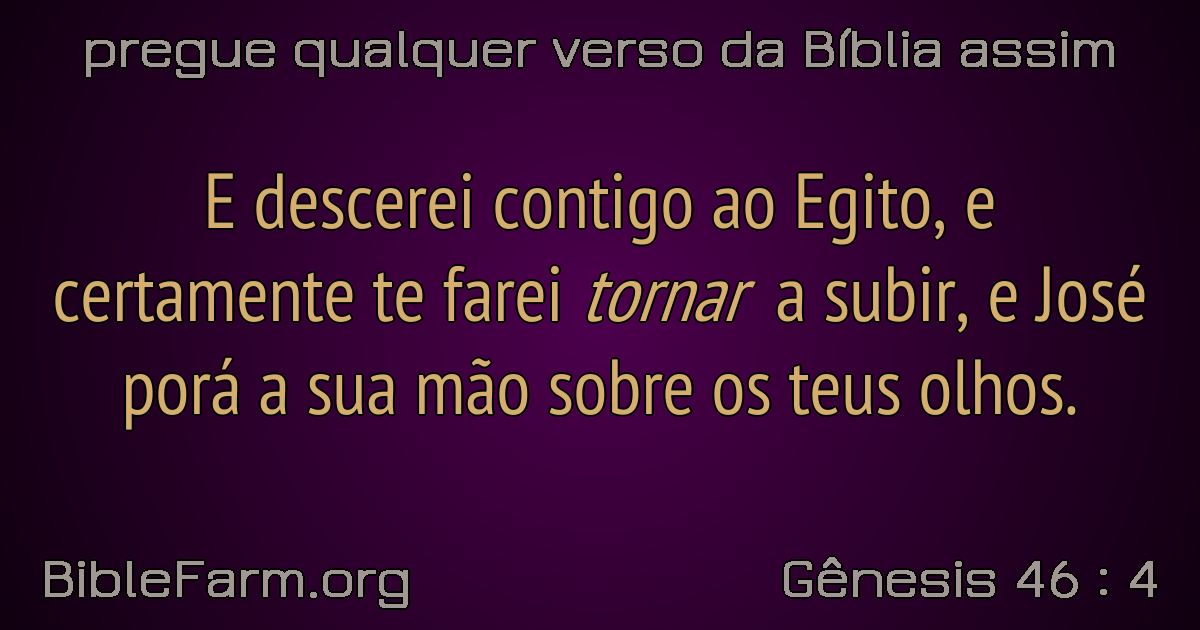 pregue qualquer verso da Bíblia assim
E descerei contigo ao Egito, e
certamente te farei tornar a subir, e José
porá a sua mão sobre os teus olhos.
BibleFarm.org
Gênesis 46 : 4